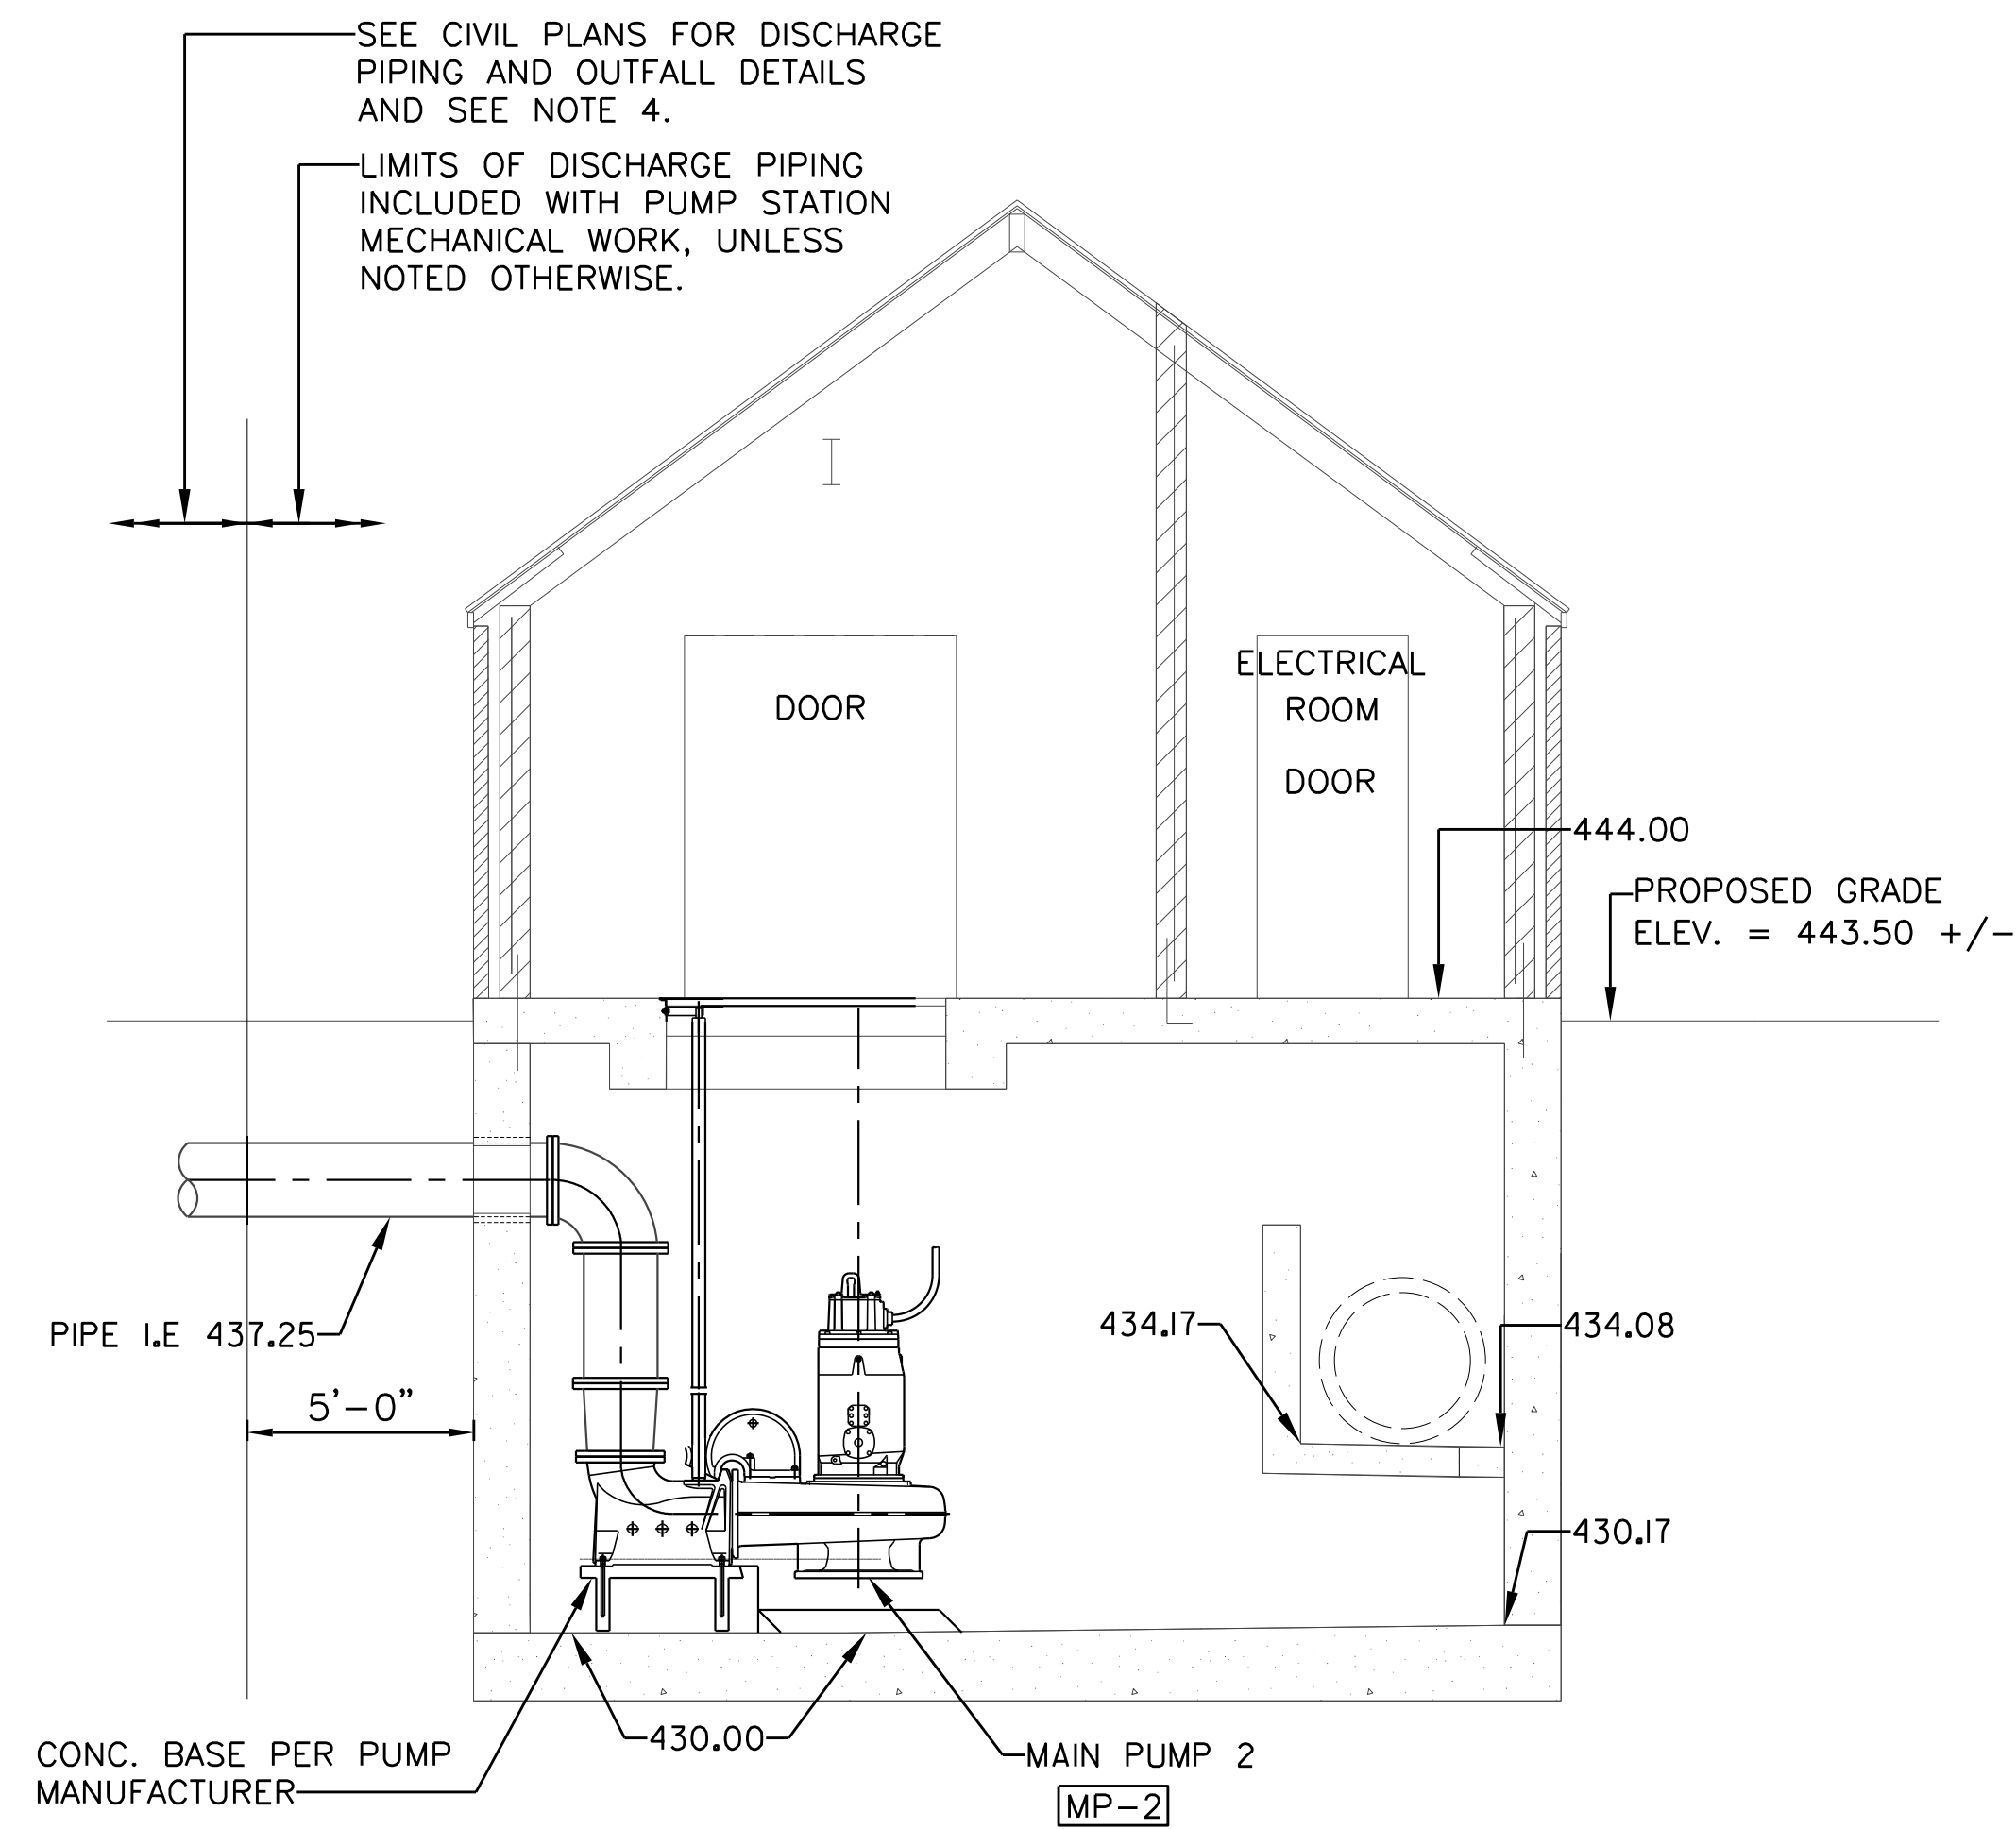 SEE CIVIL PLANS FOR DISCHARGE
PIPING AND OUTFALL DETAILS
AND SEE NOTE 4.
LIMITS OF DISCHARGE PIPING
INCLUDED WITH PUMP STATION
MECHANICAL WORK, UNLESS
NOTED OTHERWISE.
ELECTRICAL
ROOM
DOOR
DOOR
444.00
PROPOSED GRADE
ELEV. = 443.50 +/-
PIPE I.E 437.25
434.17
434.08
5'-0"
430.17
430.00
CONC. BASE PER PUMP
MANUFACTURER
MAIN PUMP 2
MP-2